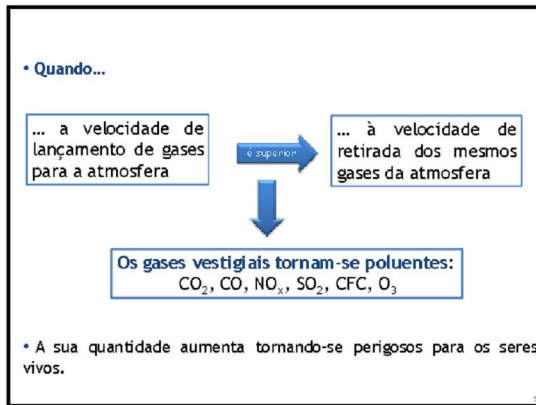 • Quando...
... a velocidade de
lançamento de gases
para a atmosfera
é superior
... à velocidade de
retirada dos mesmos
gases da atmosfera
Os gases vestigiais tornam-se poluentes:
CO₂, CO, NOₓ, SO₂, CFC, O₃
• A sua quantidade aumenta tornando-se perigosos para os seres
vivos.